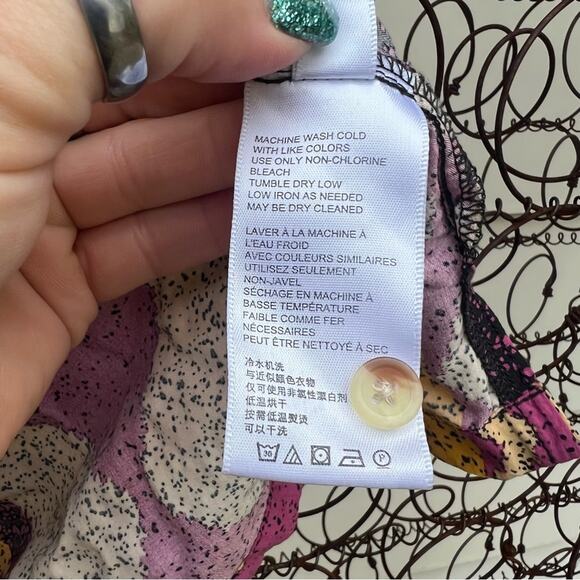 MACHINE WASH COLD
WITH LIKE COLORS
USE ONLY NON-CHLORINE
BLEACH
TUMBLE DRY LOW
LOW IRON AS NEEDED
MAY BE DRY CLEANED
LAVER À LA MACHINE À
L'EAU FROID
AVEC COULEURS SIMILAIRES
UTILISEZ SEULEMENT
NON-JAVEL
SÉCHAGE EN MACHINE À
BASSE TEMPÉRATURE
FAIBLE COMME FER
NÉCESSAIRES
PEUT ÊTRE NETTOYÉ À SEC
冷水机洗
与近似颜色衣物
仅可使用非氯性漂白剂
低温烘干
按需低温熨烫
可以干洗
30 P